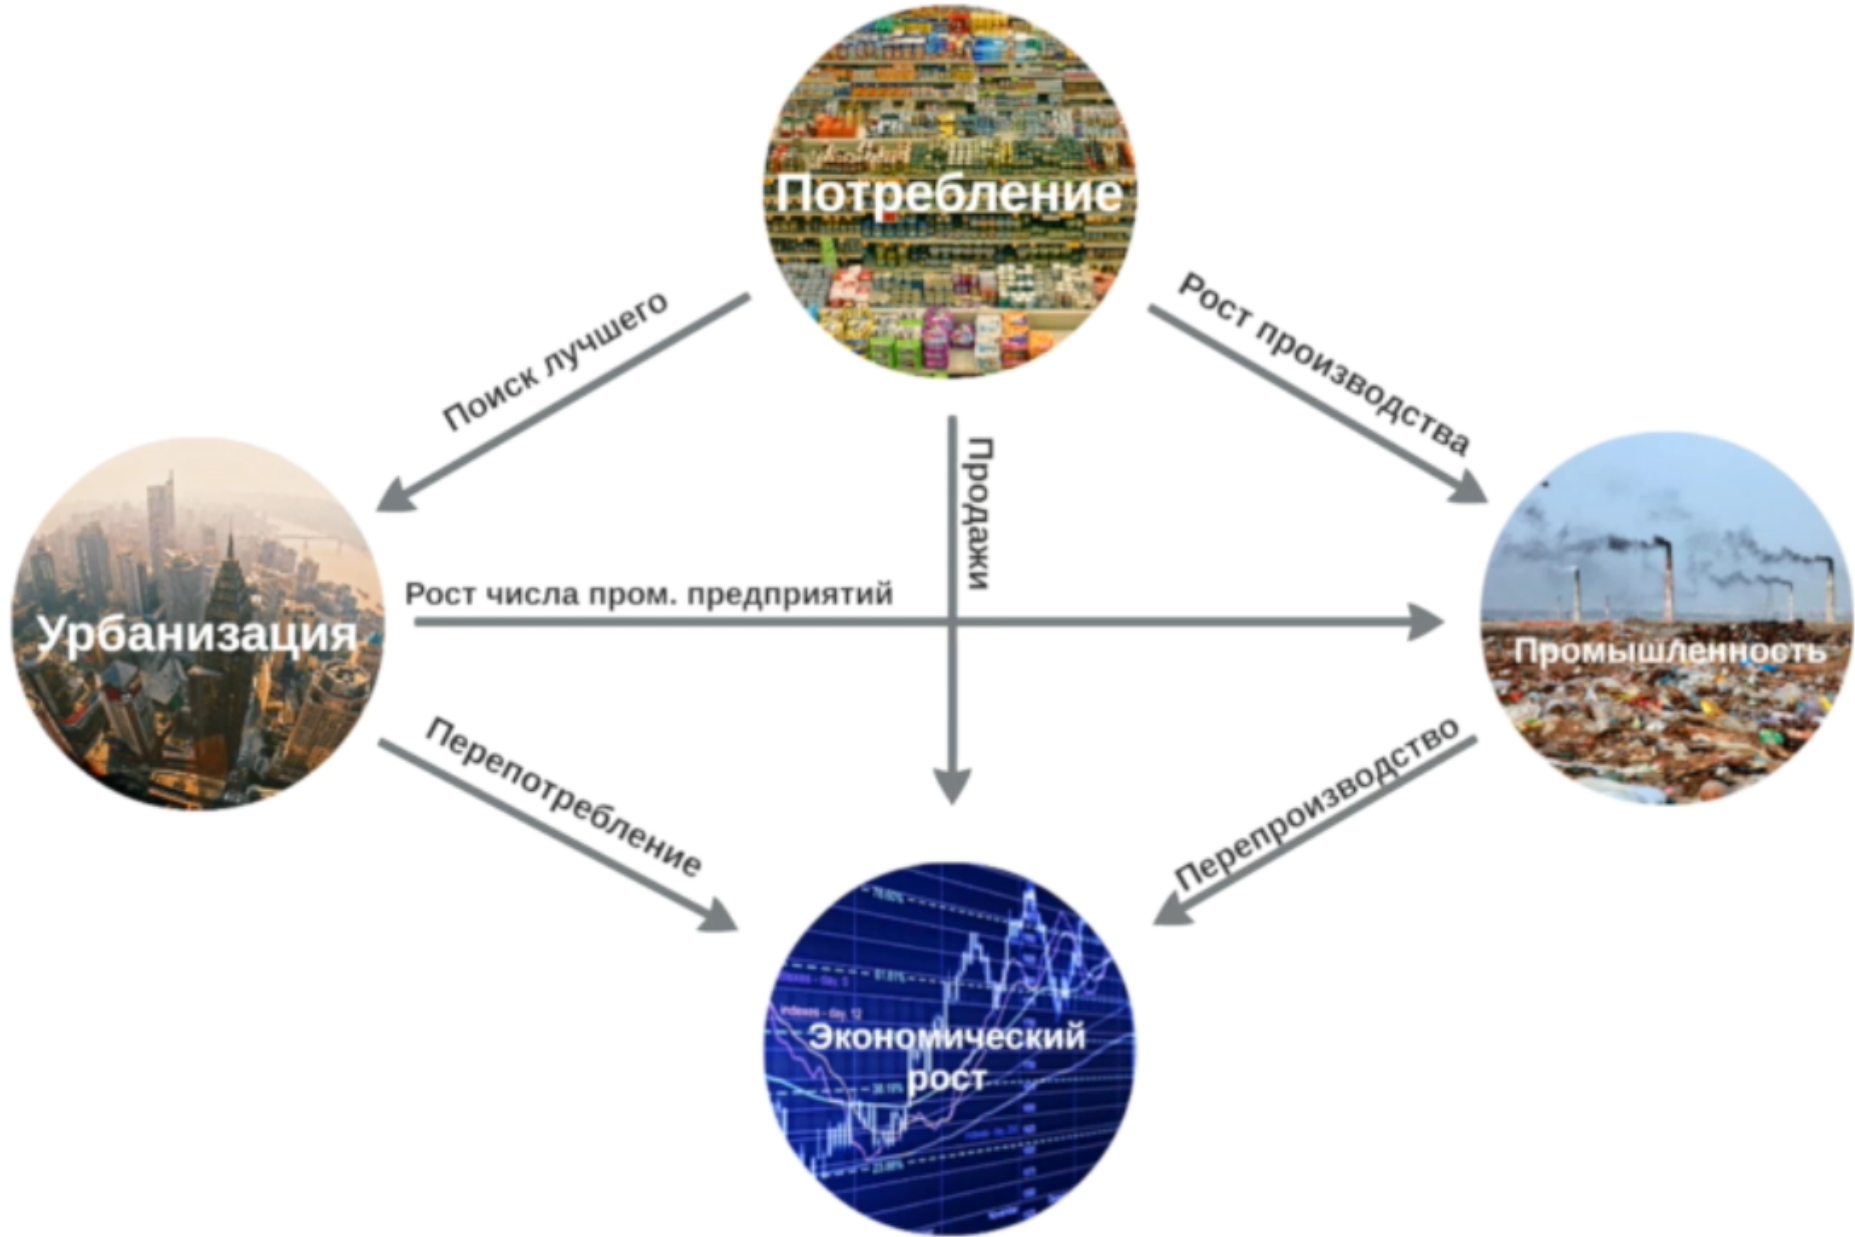 Потребление
Поиск лучшего
Рост производства
Продажи
Рост числа пром. предприятий
Урбанизация
Промышленность
Перепотребление
Перепроизводство
Экономический
рост